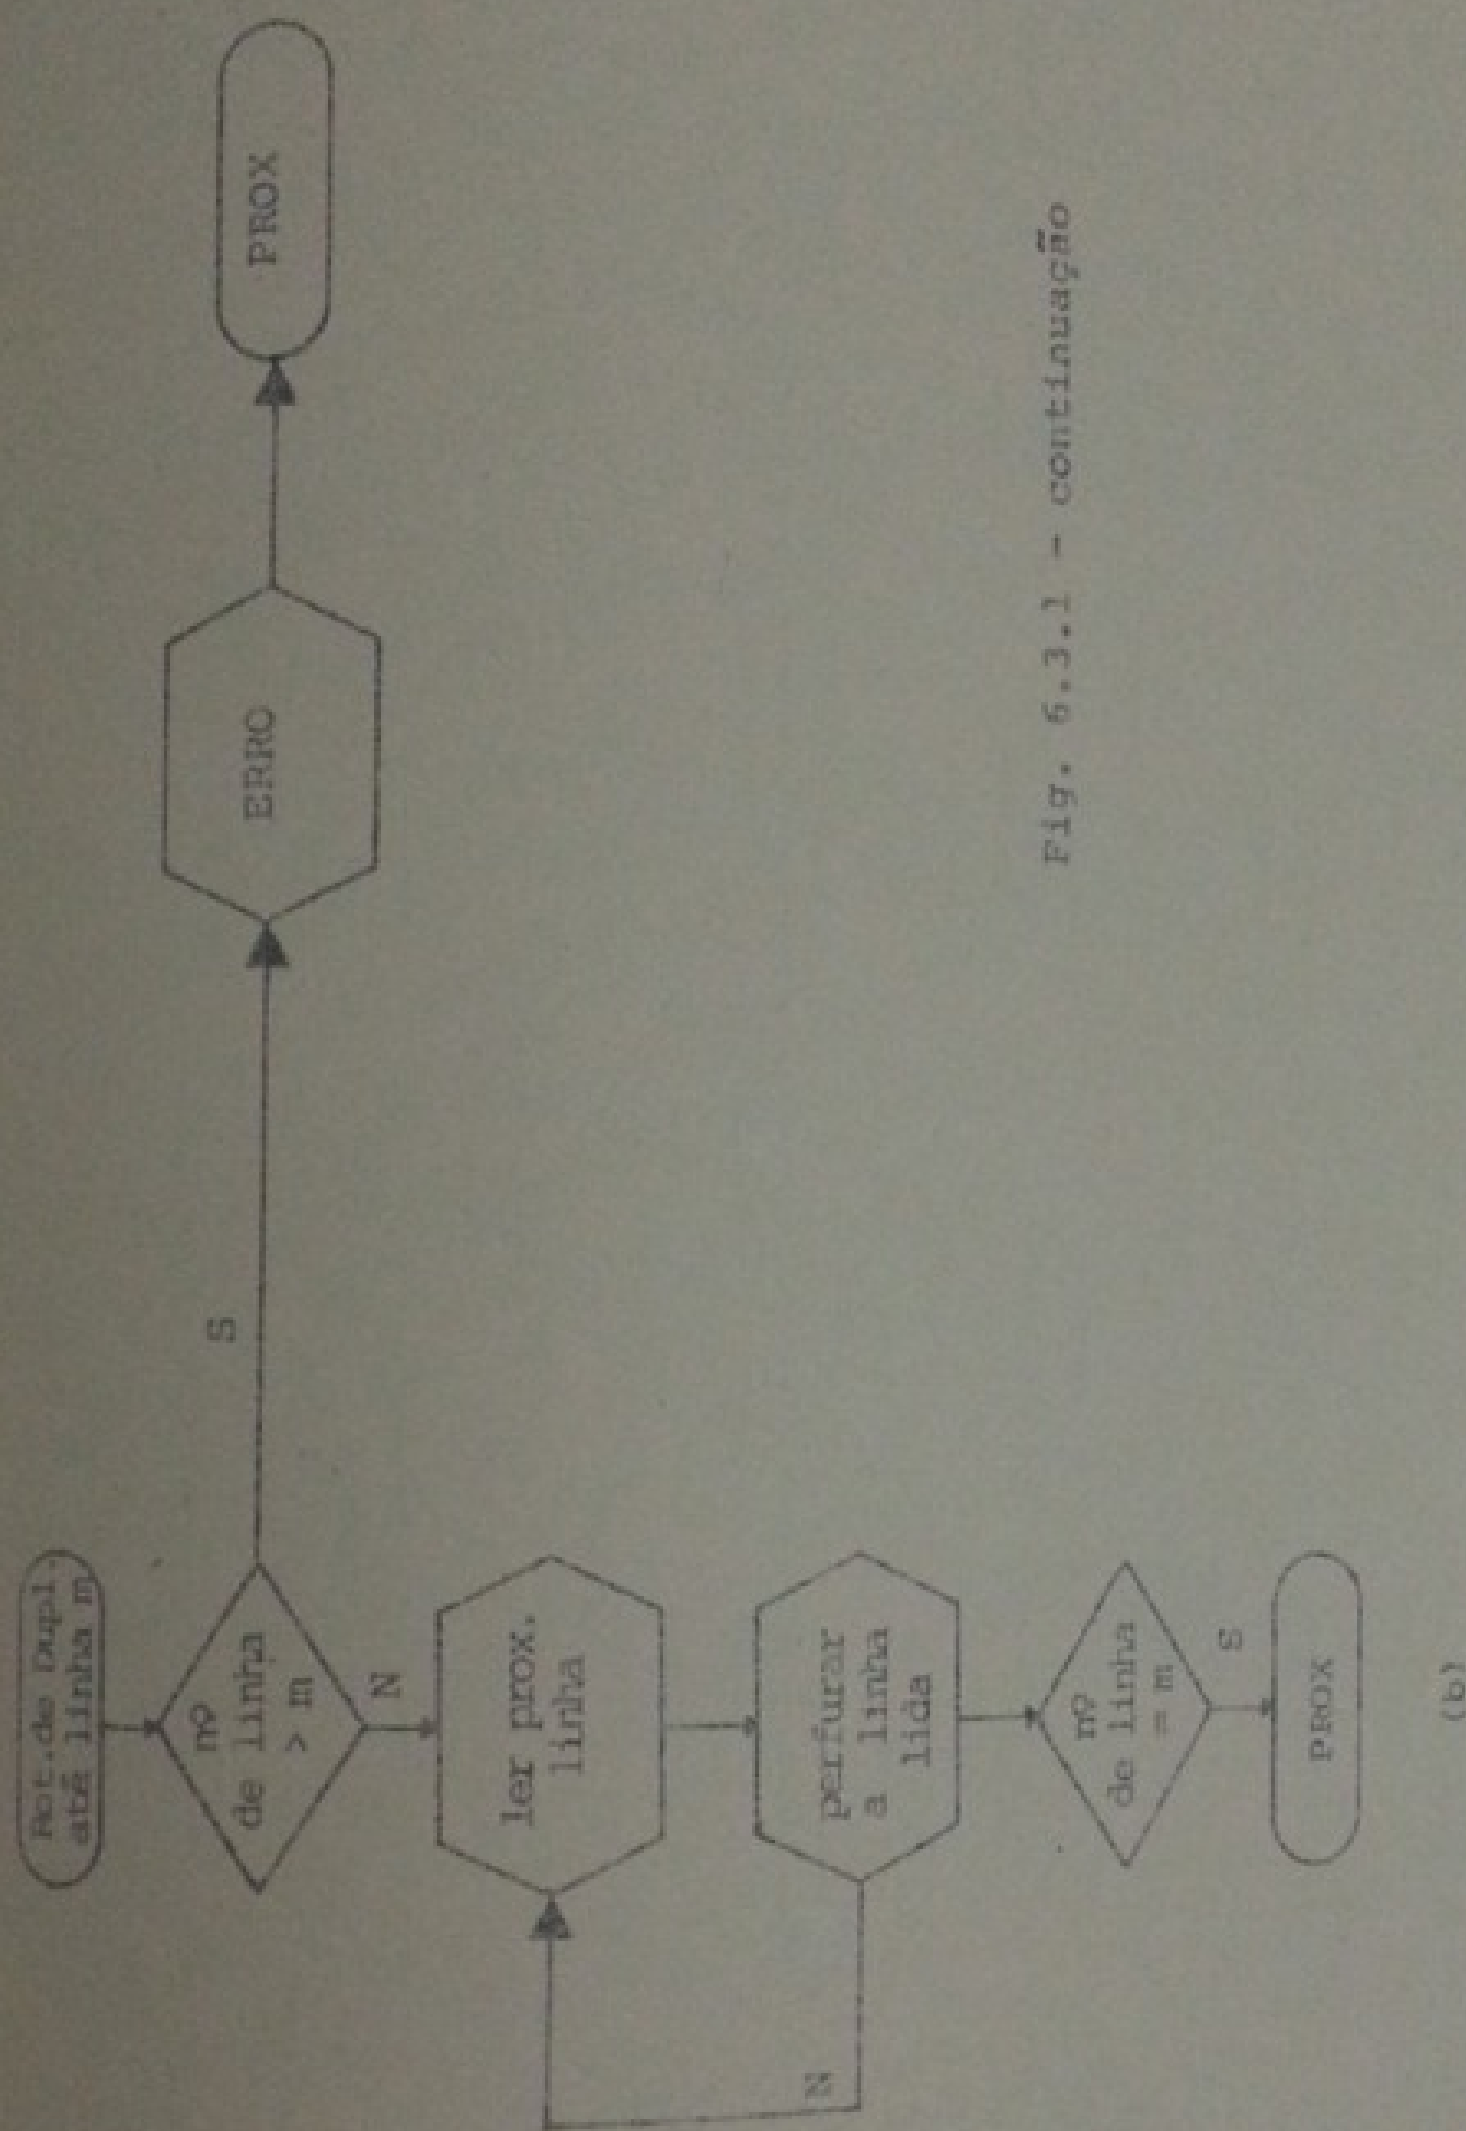 Rot.de Dupl.
até linha m
nº
de linha
> m
S
ERRO
PROX
N
ler prox.
linha
perfurar
a linha
lida
N
nº
de linha
= m
S
PROX
(b)
Fig. 6.3.1 - continuação